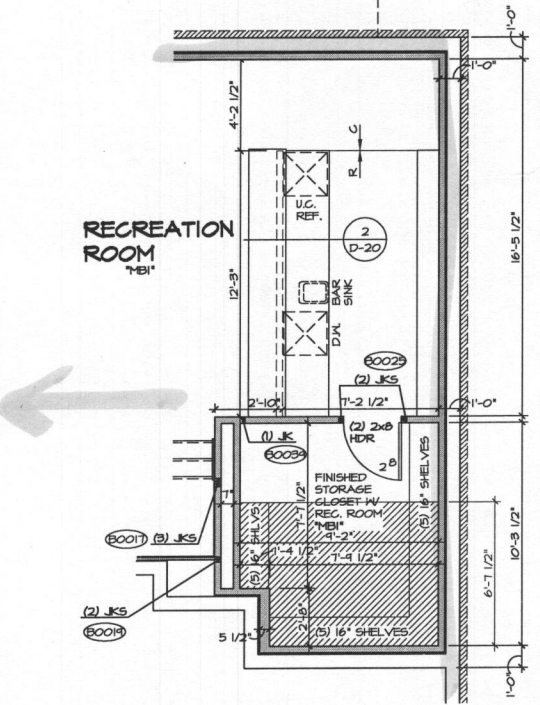 1'-0"
1'-0"
4'-2 1/2"
C
R
U.C.
REF.
RECREATION
ROOM
"MB1"
2
D-20
16'-5 1/2"
12'-3"
BAR
SINK
D.W.
B0025
(2) JKS
2'-10"
7'-2 1/2"
1'-0"
(1) JK
B0034
(2) 2x8
HDR
2⁸
7"
FINISHED
STORAGE
CLOSET W/
REC. ROOM
"MB1"
7'-7 1/2"
(5) 16" SHELVES
(5) 16" SHLVS
B0017
(3) JKS
9'-2"
1'-4 1/2"
7'-9 1/2"
10'-3 1/2"
6'-7 1/2"
(2) JKS
B0019
2'-8"
5 1/2"
(5) 16" SHELVES
1'-0"